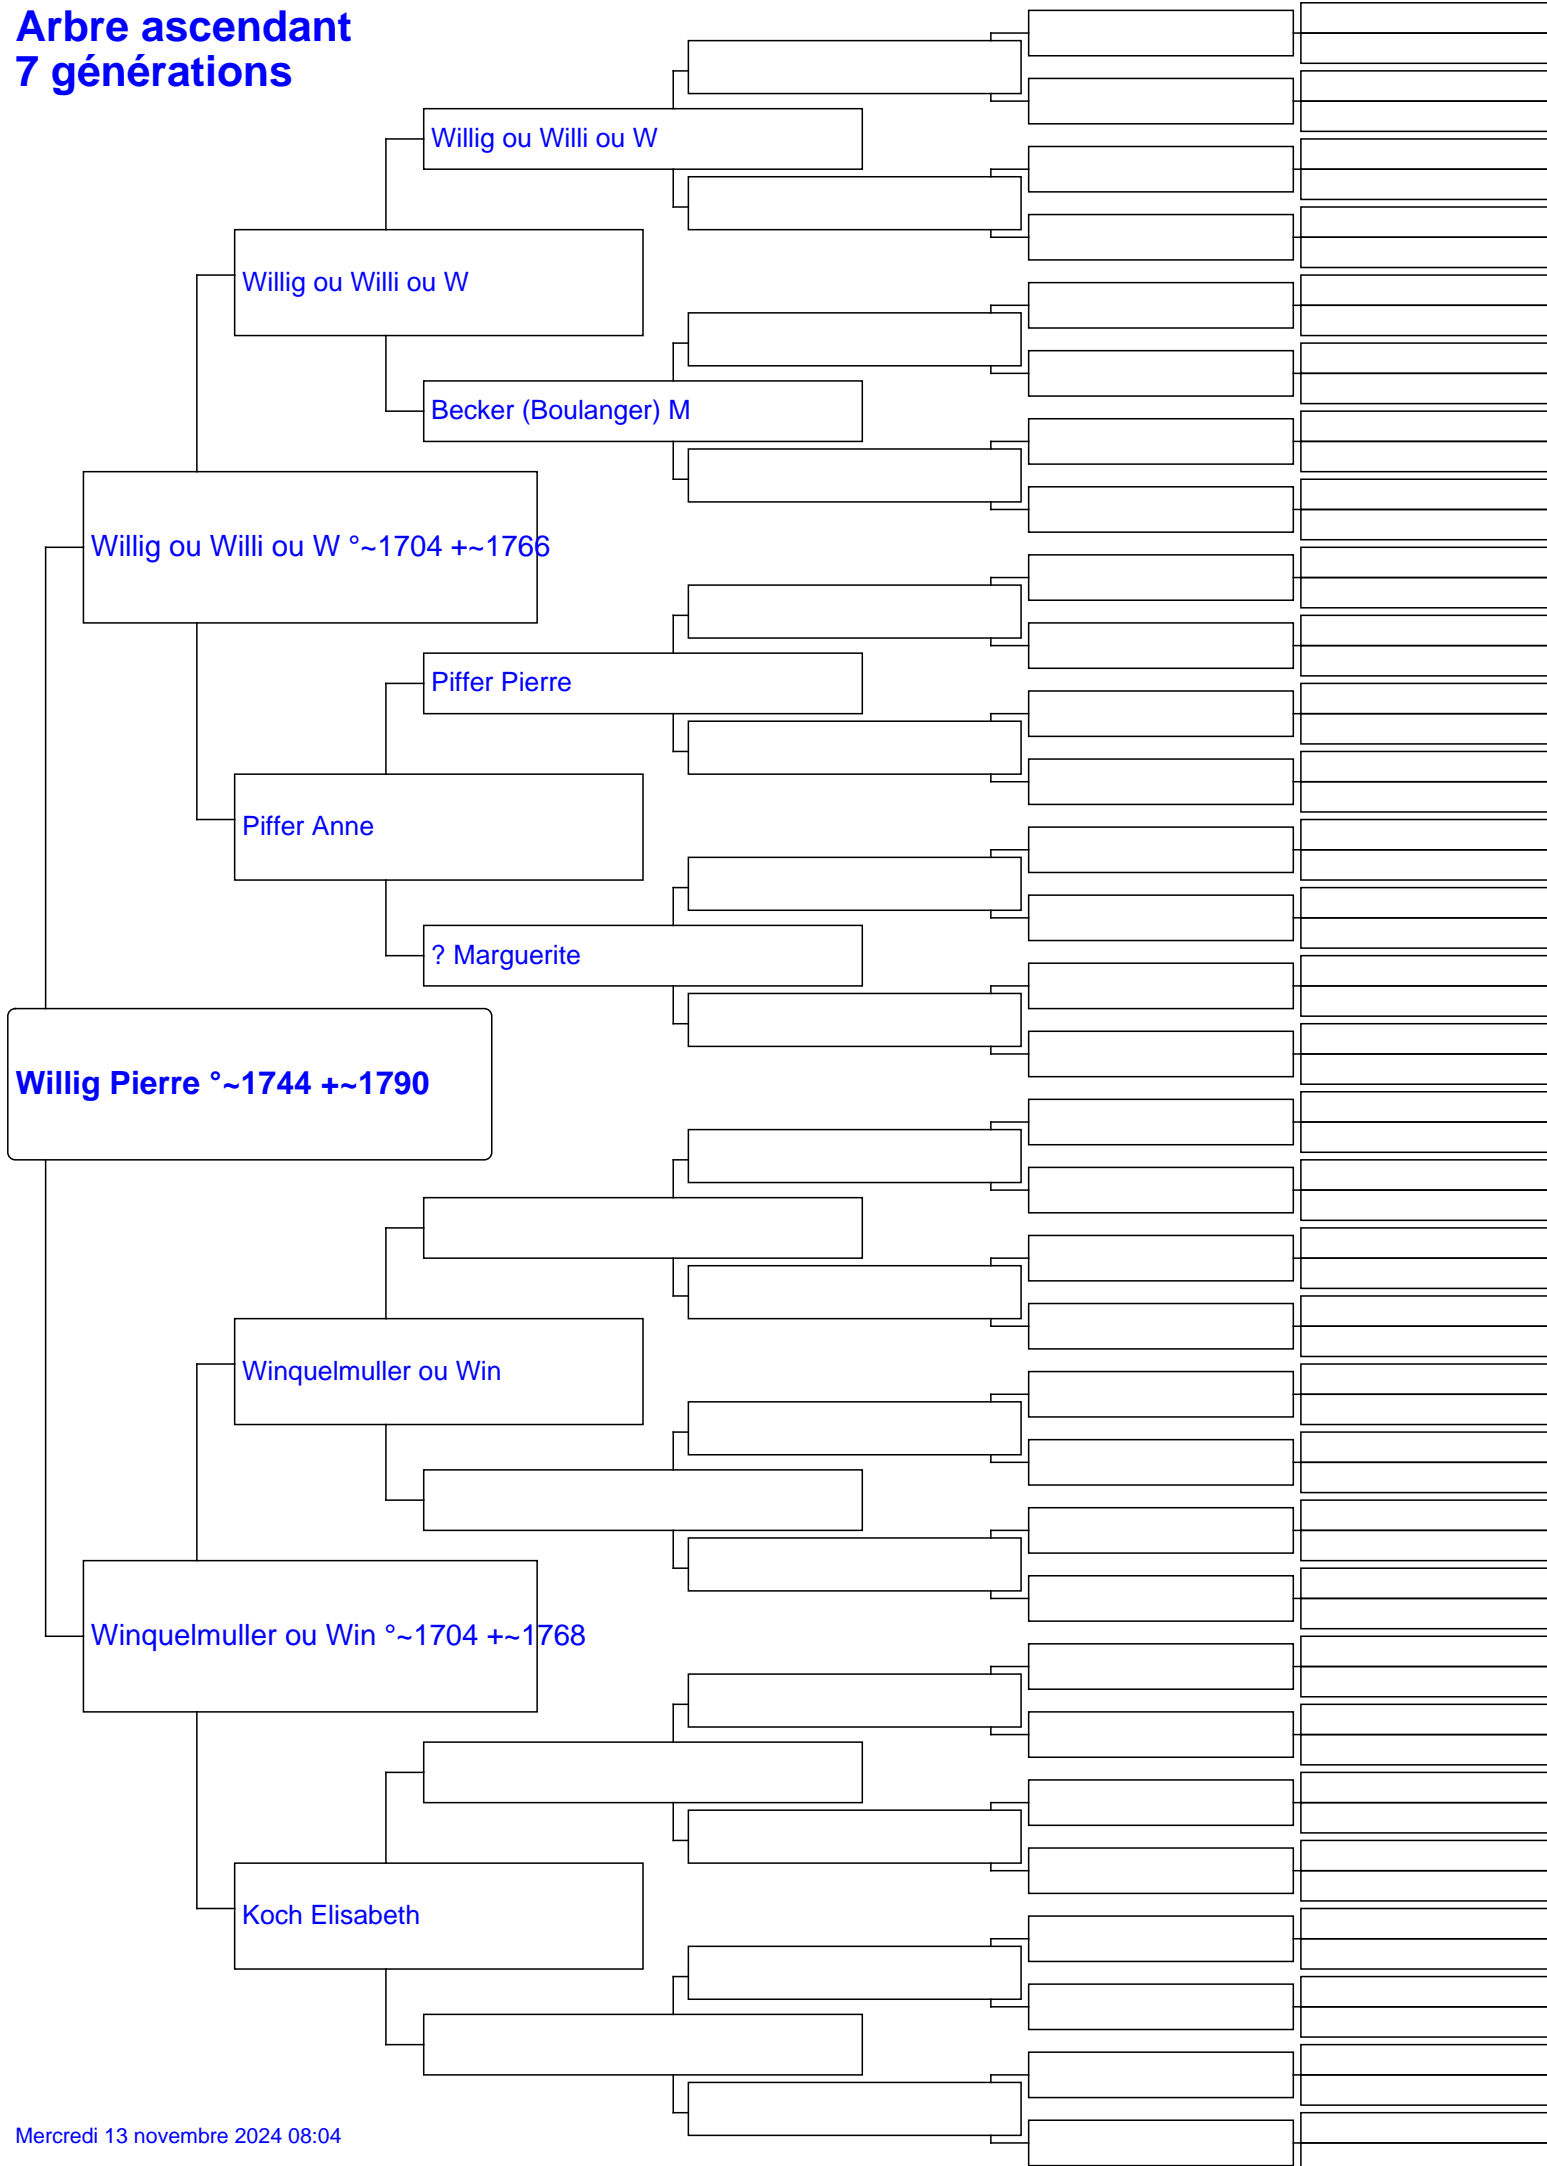 Arbre ascendant
7 générations
Willig ou Willi ou W
Willig ou Willi ou W
Becker (Boulanger) M
Willig ou Willi ou W °~1704 +~1766
Piffer Pierre
Piffer Anne
? Marguerite
Willig Pierre °~1744 +~1790
Winquelmuller ou Win
Winquelmuller ou Win °~1704 +~1768
Koch Elisabeth
Mercredi 13 novembre 2024 08:04